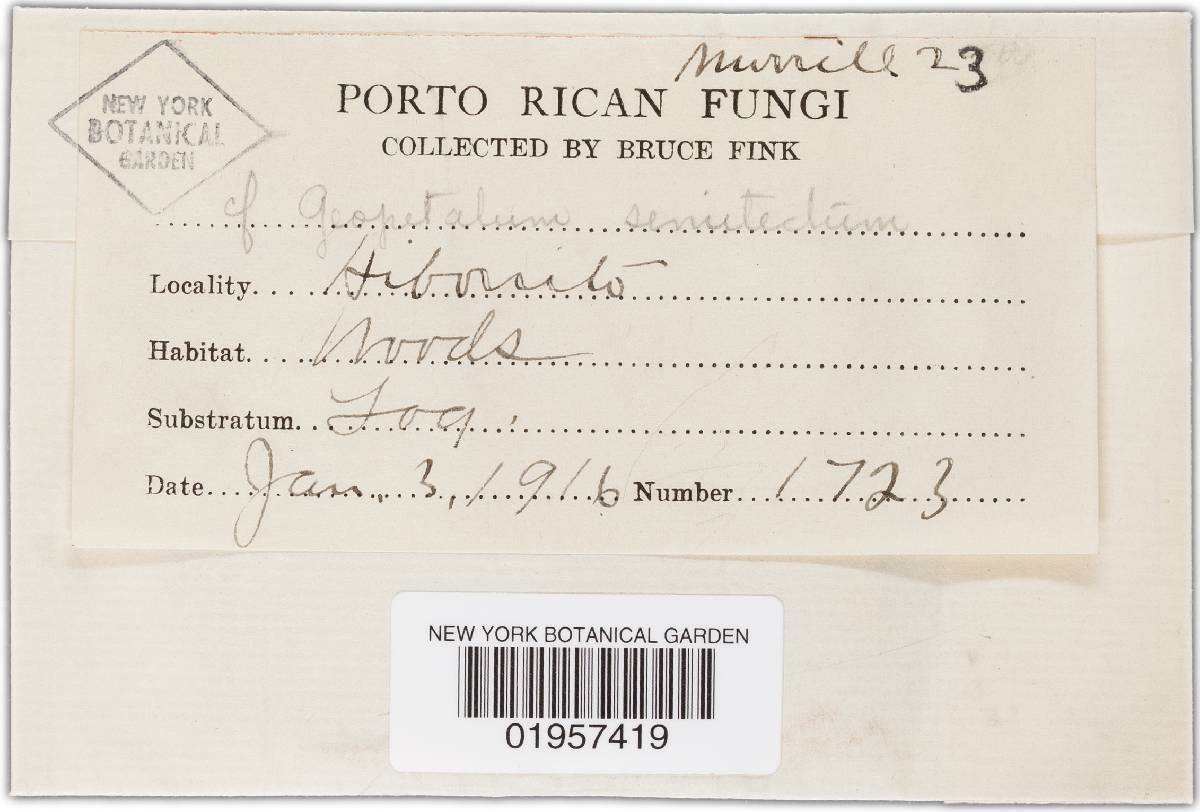 Murrill 23
NEW YORK
BOTANICAL
GARDEN
PORTO RICAN FUNGI
COLLECTED BY BRUCE FINK
cf Geopetalum semitectum
Locality.... Aibonito
Habitat.... Woods
Substratum.. Log.
Date.... Jan. 3, 1916 Number... 1723
NEW YORK BOTANICAL GARDEN
01957419